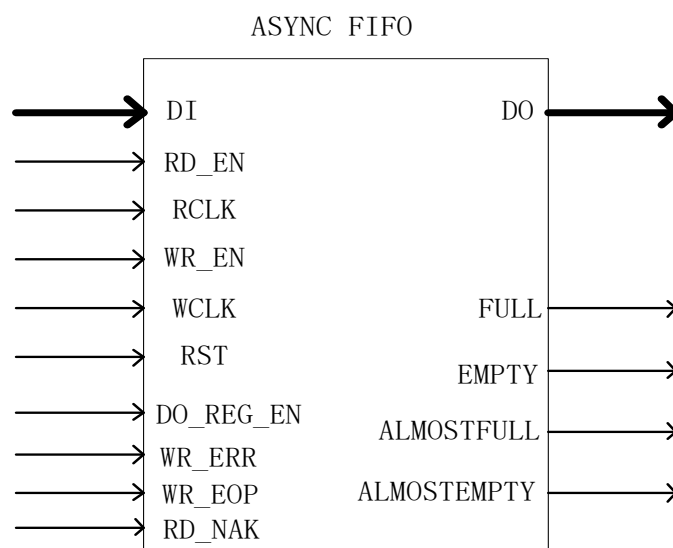 ASYNC FIFO
DI
DO
RD_EN
RCLK
WR_EN
WCLK
FULL
RST
EMPTY
DO_REG_EN
ALMOSTFULL
WR_ERR
WR_EOP
ALMOSTEMPTY
RD_NAK